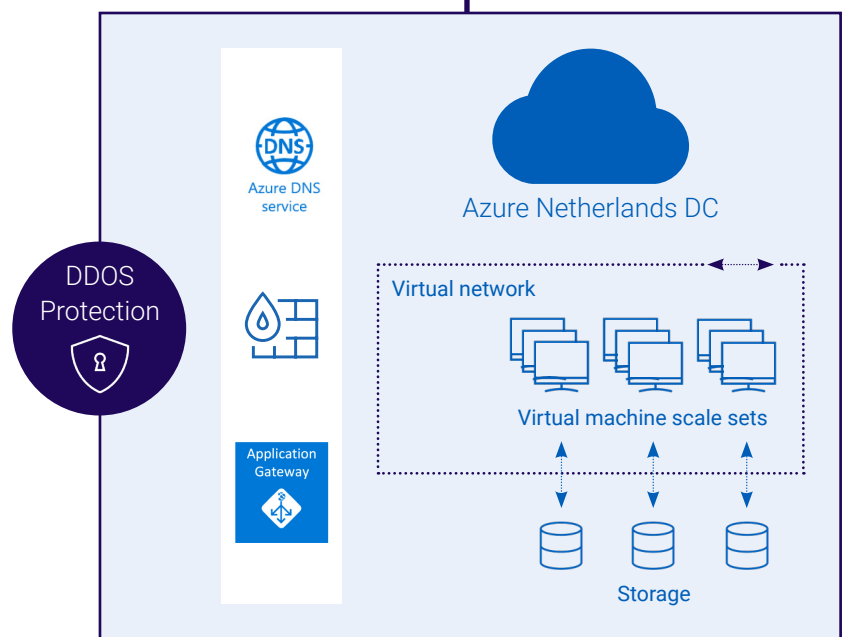 DNS
Azure DNS
service
Azure Netherlands DC
DDOS
Protection
Virtual network
Virtual machine scale sets
Application
Gateway
Storage